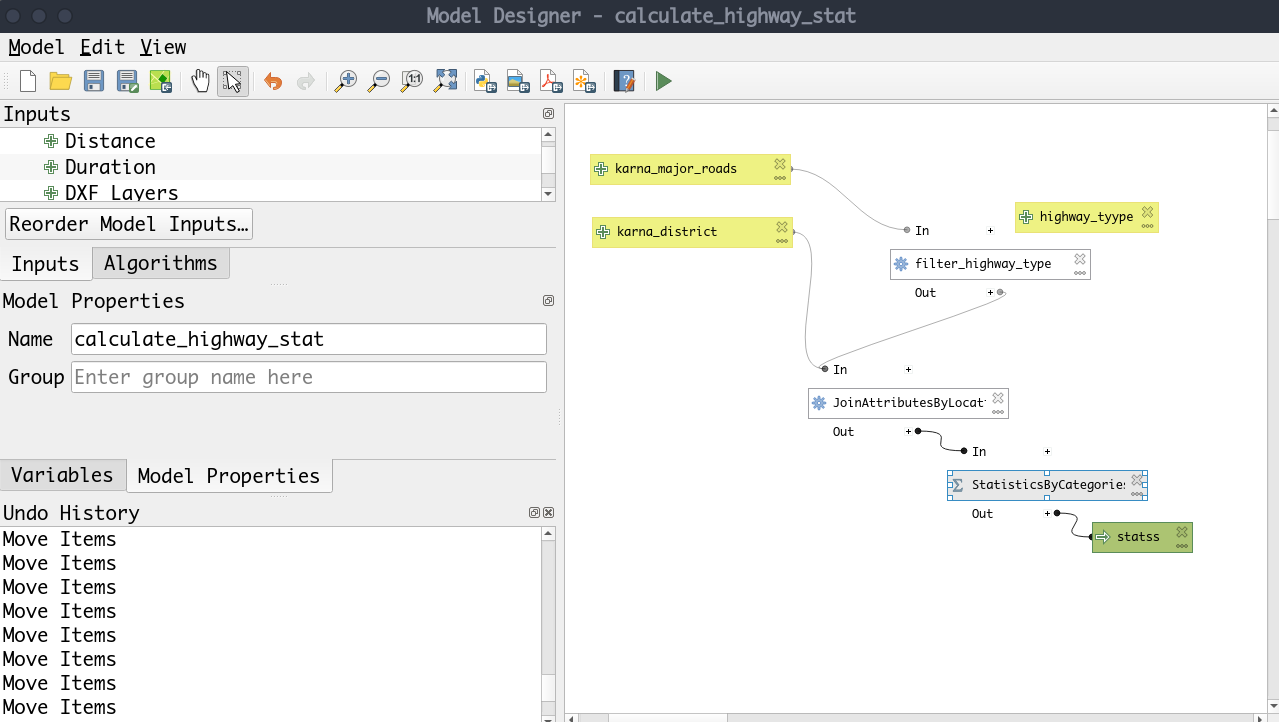 Model Designer - calculate_highway_stat
Model Edit View
1:1
?
Inputs
Distance
Duration
DXF Layers
Reorder Model Inputs…
Inputs Algorithms
Model Properties
Name calculate_highway_stat
Group Enter group name here
Variables Model Properties
Undo History
Move Items
Move Items
Move Items
Move Items
Move Items
Move Items
Move Items
Move Items
karna_major_roads
highway_tyype
karna_district
In +
filter_highway_type
Out +
In +
JoinAttributesByLocat
Out +
In +
StatisticsByCategories
Out +
statss